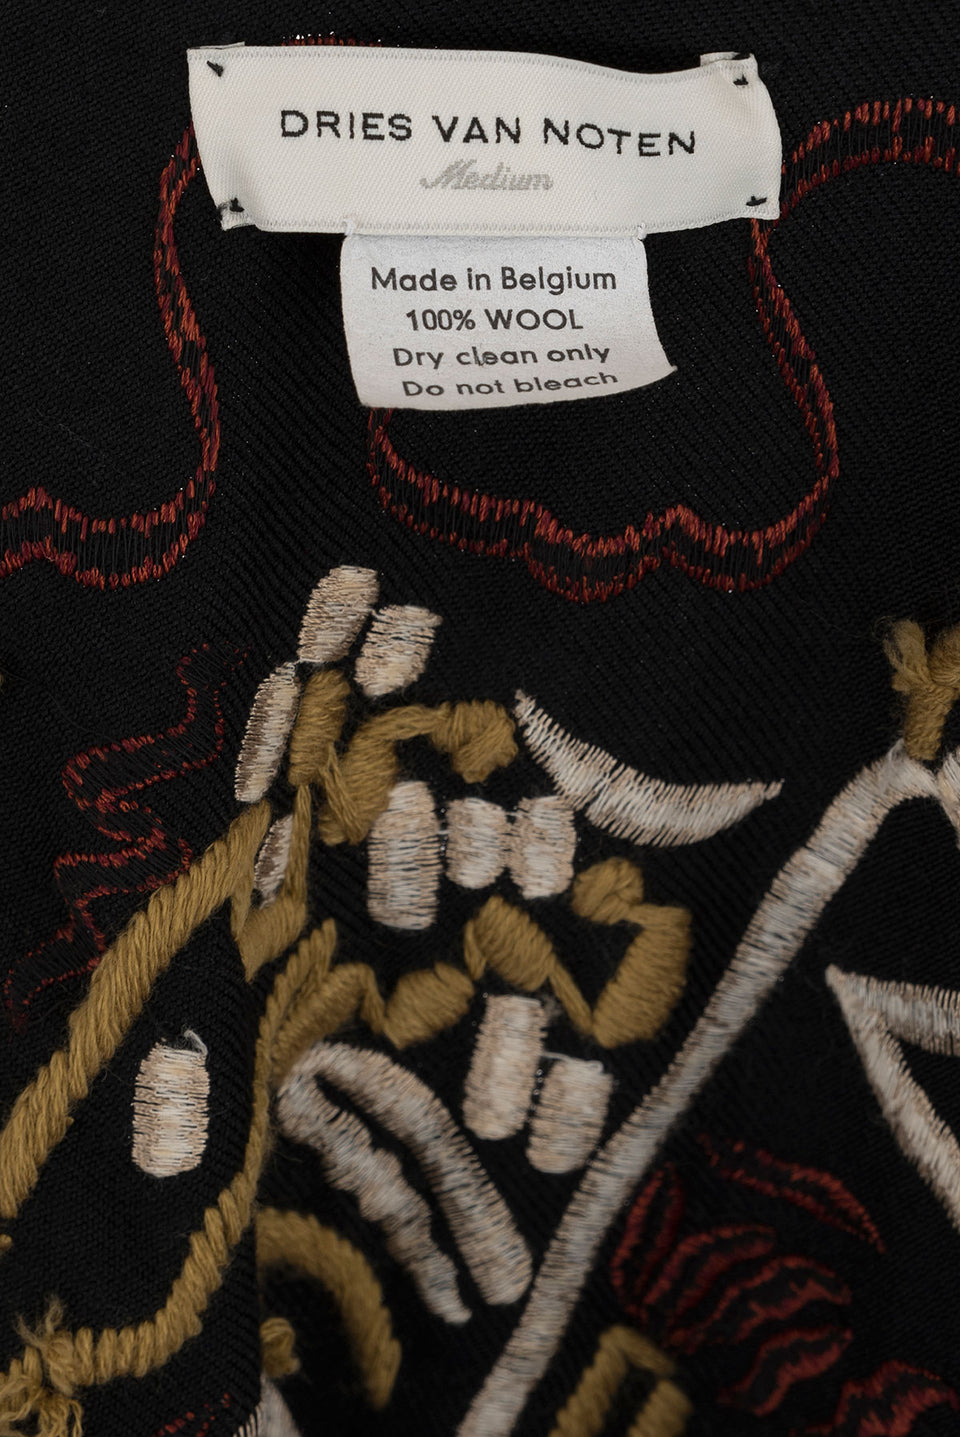 DRIES VAN NOTEN
Medium
Made in Belgium
100% WOOL
Dry clean only
Do not bleach